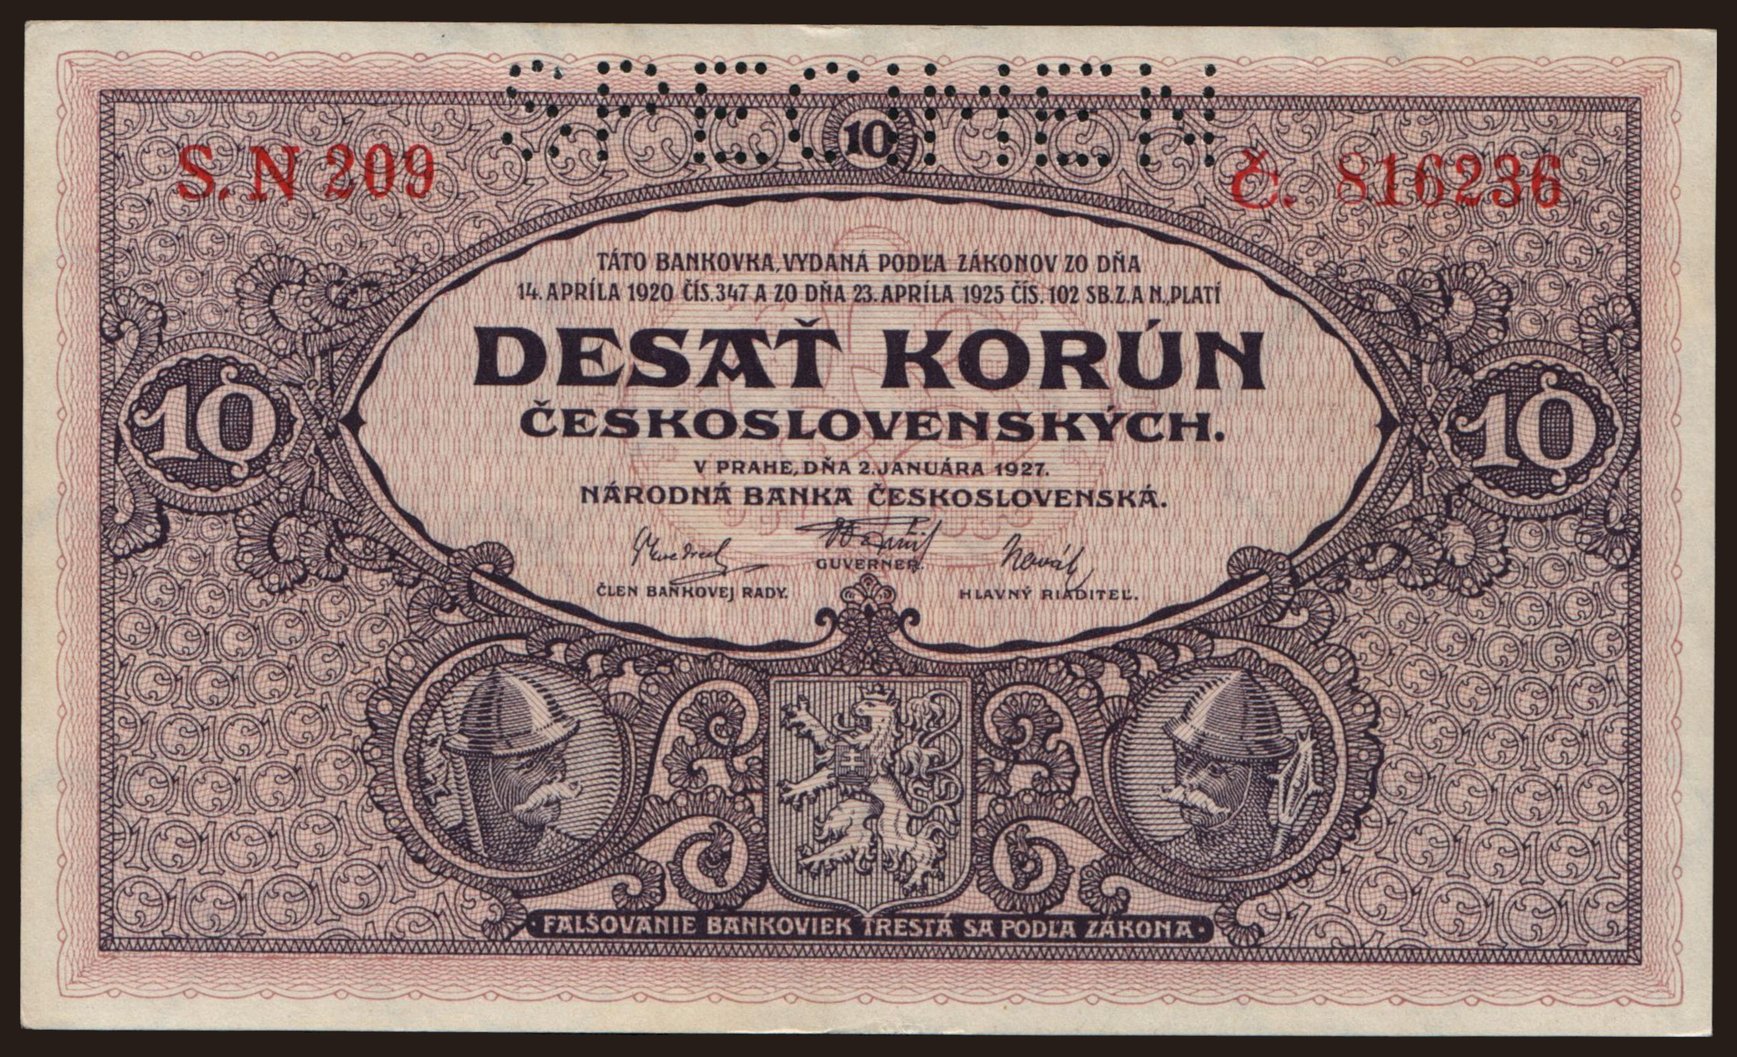 SPECIMEN
10
S. N 209
Č. 816236
TÁTO BANKOVKA, VYDANÁ PODĽA ZÁKONOV ZO DŇA
14. APRÍLA 1920 ČÍS. 347 A ZO DŇA 23. APRÍLA 1925 ČÍS. 102 SB. Z. A N., PLATÍ
DESAŤ KORÚN
ČESKOSLOVENSKÝCH.
10
10
V PRAHE, DŇA 2. JANUÁRA 1927.
NÁRODNÁ BANKA ČESKOSLOVENSKÁ.
Novák
GUVERNER.
ČLEN BANKOVEJ RADY.
HLAVNÝ RIADITEĽ.
FALŠOVANIE BANKOVIEK TRESTÁ SA PODĽA ZÁKONA